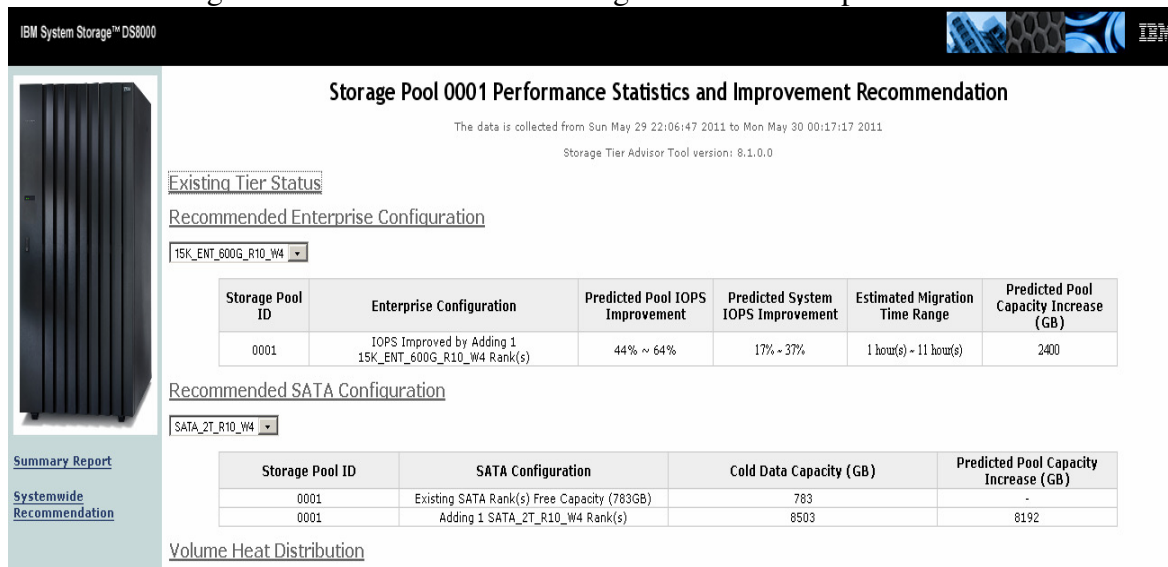 IBM System Storage™ DS8000
IBM
Storage Pool 0001 Performance Statistics and Improvement Recommendation
The data is collected from Sun May 29 22:06:47 2011 to Mon May 30 00:17:17 2011
Storage Tier Advisor Tool version: 8.1.0.0
Existing Tier Status
Recommended Enterprise Configuration
15K_ENT_600G_R10_W4
Storage Pool ID Enterprise Configuration Predicted Pool IOPS Improvement Predicted System IOPS Improvement Estimated Migration Time Range Predicted Pool Capacity Increase (GB)
0001 IOPS Improved by Adding 1 15K_ENT_600G_R10_W4 Rank(s) 44% ~ 64% 17% ~ 37% 1 hour(s) ~ 11 hour(s) 2400
Recommended SATA Configuration
SATA_2T_R10_W4
Storage Pool ID SATA Configuration Cold Data Capacity (GB) Predicted Pool Capacity Increase (GB)
0001 Existing SATA Rank(s) Free Capacity (783GB) 783 -
0001 Adding 1 SATA_2T_R10_W4 Rank(s) 8503 8192
Summary Report
Systemwide
Recommendation
Volume Heat Distribution